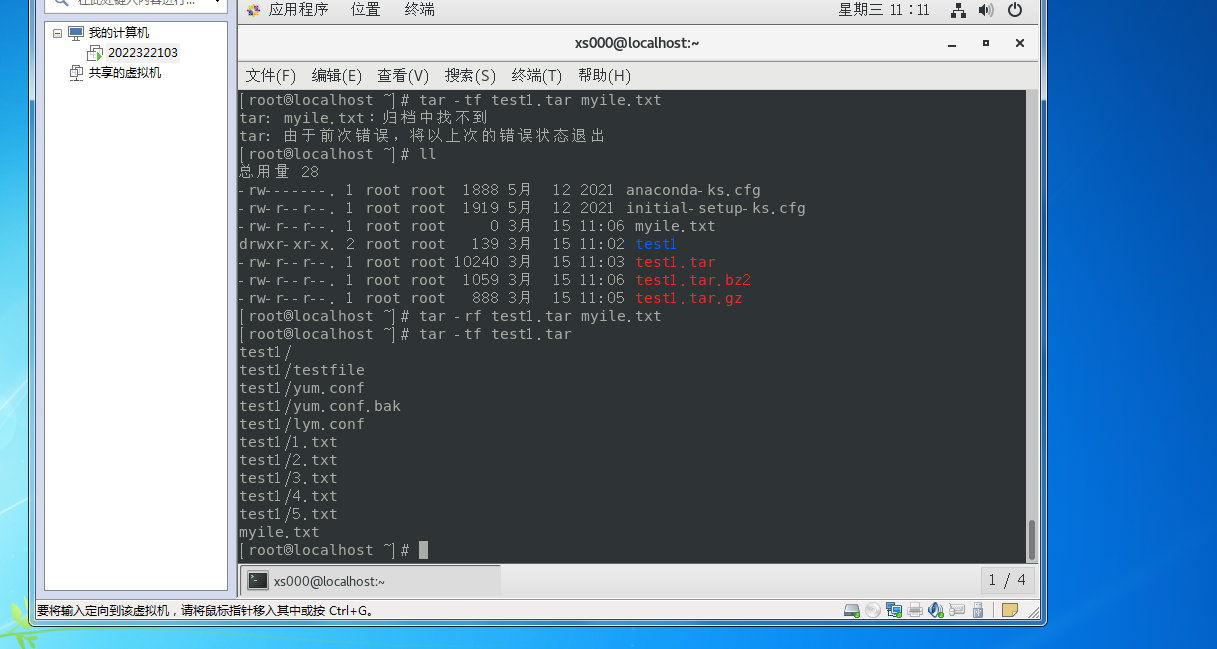 在此处键入内容进行...
我的计算机
2022322103
共享的虚拟机
应用程序 位置 终端
星期三 11：11
xs000@localhost:~
文件(F) 编辑(E) 查看(V) 搜索(S) 终端(T) 帮助(H)
[root@localhost ~]# tar -tf test1.tar myile.txt
tar: myile.txt：归档中找不到
tar: 由于前次错误，将以上次的错误状态退出
[root@localhost ~]# ll
总用量 28
-rw-------. 1 root root 1888 5月 12 2021 anaconda-ks.cfg
-rw-r--r--. 1 root root 1919 5月 12 2021 initial-setup-ks.cfg
-rw-r--r--. 1 root root 0 3月 15 11:06 myile.txt
drwxr-xr-x. 2 root root 139 3月 15 11:02 test1
-rw-r--r--. 1 root root 10240 3月 15 11:03 test1.tar
-rw-r--r--. 1 root root 1059 3月 15 11:06 test1.tar.bz2
-rw-r--r--. 1 root root 888 3月 15 11:05 test1.tar.gz
[root@localhost ~]# tar -rf test1.tar myile.txt
[root@localhost ~]# tar -tf test1.tar
test1/
test1/testfile
test1/yum.conf
test1/yum.conf.bak
test1/lym.conf
test1/1.txt
test1/2.txt
test1/3.txt
test1/4.txt
test1/5.txt
myile.txt
[root@localhost ~]#
xs000@localhost:~
1 / 4
要将输入定向到该虚拟机，请将鼠标指针移入其中或按 Ctrl+G。